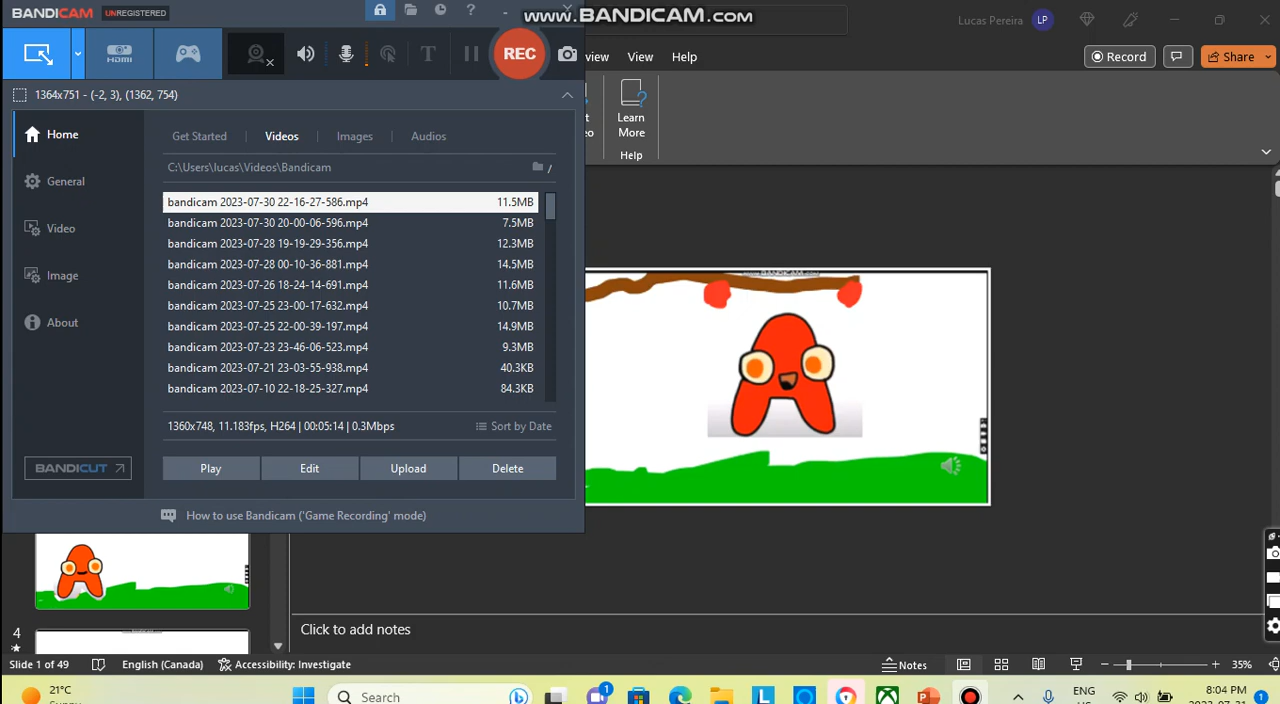 BANDICAM UNREGISTERED
www.BANDICAM.com
Lucas Pereira LP
HDMI
REC
View Help
Record
Share
1364x751 - (-2, 3), (1362, 754)
Learn
More
Help
Home
General
Video
Image
About
Get Started Videos Images Audios
C:\Users\lucas\Videos\Bandicam
bandicam 2023-07-30 22-16-27-586.mp4 11.5MB
bandicam 2023-07-30 20-00-06-596.mp4 7.5MB
bandicam 2023-07-28 19-19-29-356.mp4 12.3MB
bandicam 2023-07-28 00-10-36-881.mp4 14.5MB
bandicam 2023-07-26 18-24-14-991.mp4 11.6MB
bandicam 2023-07-25 23-00-17-632.mp4 10.7MB
bandicam 2023-07-25 22-00-39-197.mp4 14.9MB
bandicam 2023-07-23 23-46-06-523.mp4 9.3MB
bandicam 2023-07-21 23-03-55-938.mp4 40.3KB
bandicam 2023-07-10 22-18-25-327.mp4 84.3KB
1360x748, 11.183fps, H264 | 00:05:14 | 0.3Mbps Sort by Date
BANDICUT
Play Edit Upload Delete
How to use Bandicam ('Game Recording' mode)
4
Click to add notes
Slide 1 of 49 English (Canada) Accessibility: Investigate Notes 35%
21°C
Search
ENG
8:04 PM
2023-07-31